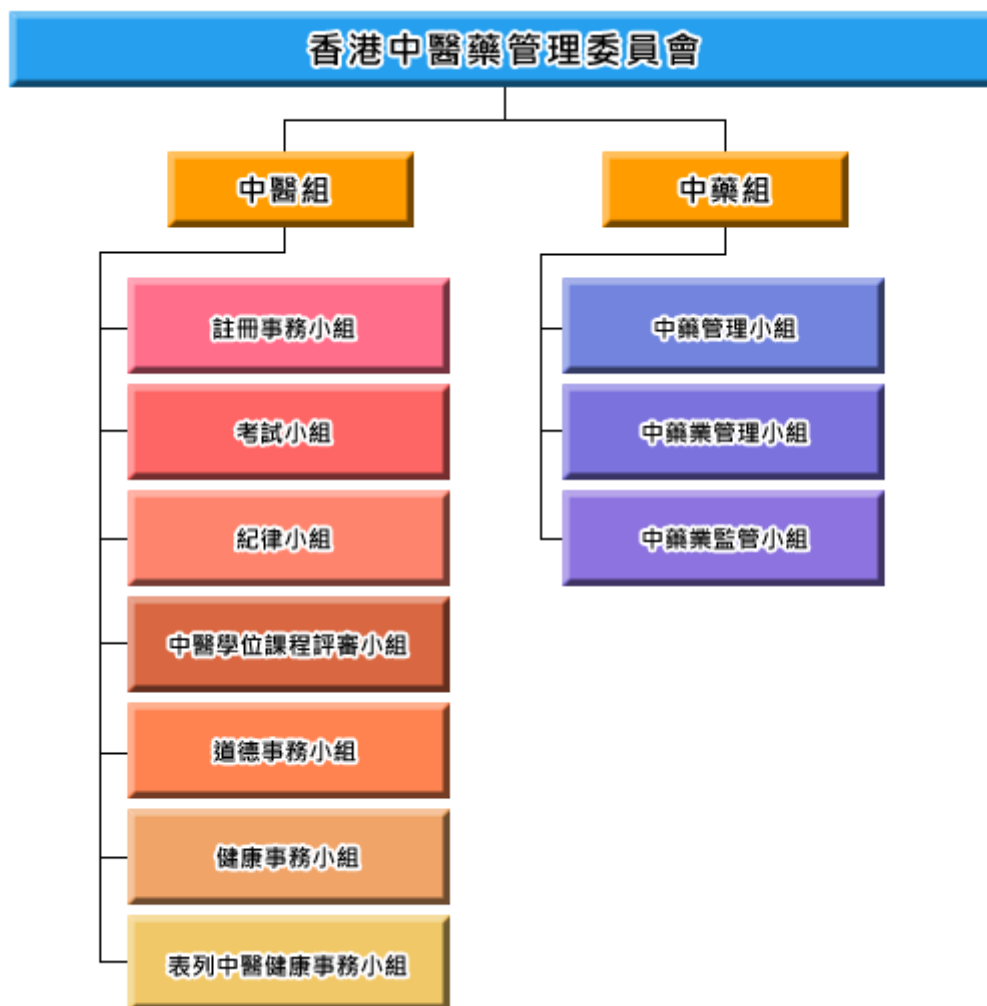 香港中醫藥管理委員會
中醫組
中藥組
註冊事務小組
考試小組
紀律小組
中醫學位課程評審小組
道德事務小組
健康事務小組
表列中醫健康事務小組
中藥管理小組
中藥業管理小組
中藥業監管小組